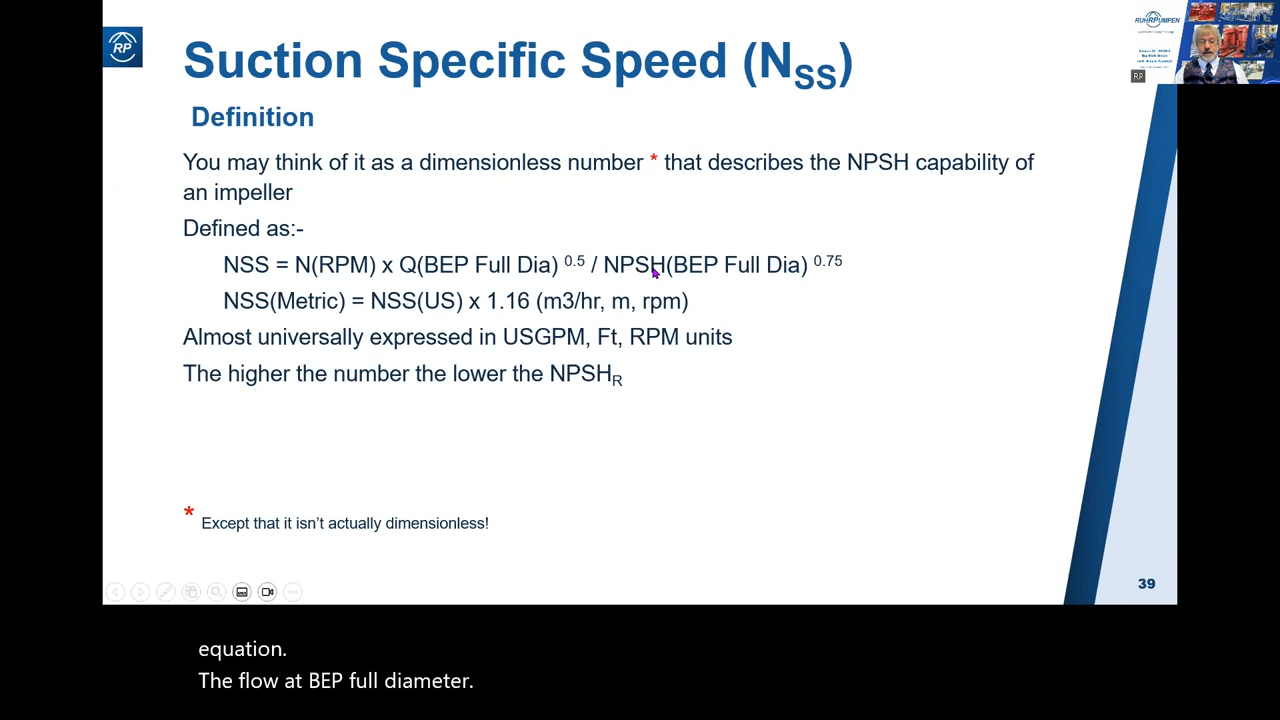 RP
Suction Specific Speed (NSS)
RUHRPUMPEN
RP
Definition
You may think of it as a dimensionless number * that describes the NPSH capability of
an impeller
Defined as:-
NSS = N(RPM) x Q(BEP Full Dia) 0.5 / NPSH(BEP Full Dia) 0.75
NSS(Metric) = NSS(US) x 1.16 (m3/hr, m, rpm)
Almost universally expressed in USGPM, Ft, RPM units
The higher the number the lower the NPSHR
* Except that it isn’t actually dimensionless!
39
equation.
The flow at BEP full diameter.